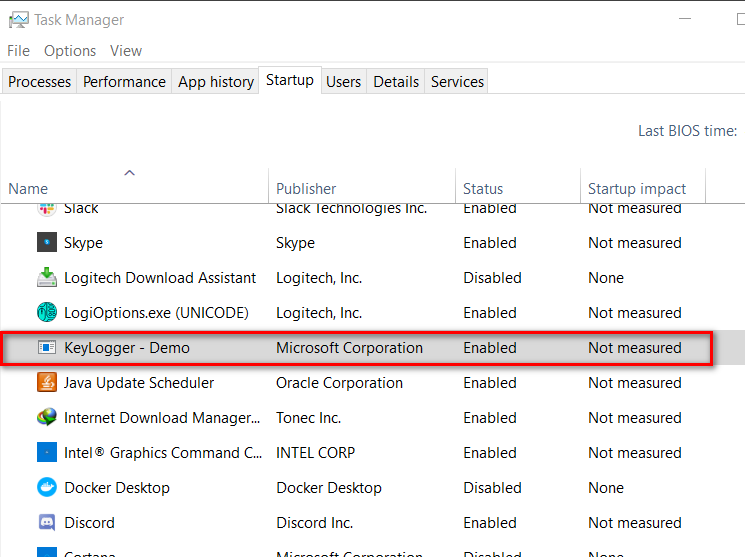 Task Manager
File Options View
Processes Performance App history Startup Users Details Services
Last BIOS time:
Name Publisher Status Startup impact
Slack Slack Technologies Inc. Enabled Not measured
Skype Skype Enabled Not measured
Logitech Download Assistant Logitech, Inc. Disabled None
LogiOptions.exe (UNICODE) Logitech, Inc. Enabled Not measured
KeyLogger - Demo Microsoft Corporation Enabled Not measured
Java Update Scheduler Oracle Corporation Enabled Not measured
Internet Download Manager... Tonec Inc. Enabled Not measured
Intel® Graphics Command C... INTEL CORP Enabled Not measured
Docker Desktop Docker Desktop Disabled None
Discord Discord Inc. Enabled Not measured
Cortana Microsoft Corporation Disabled None